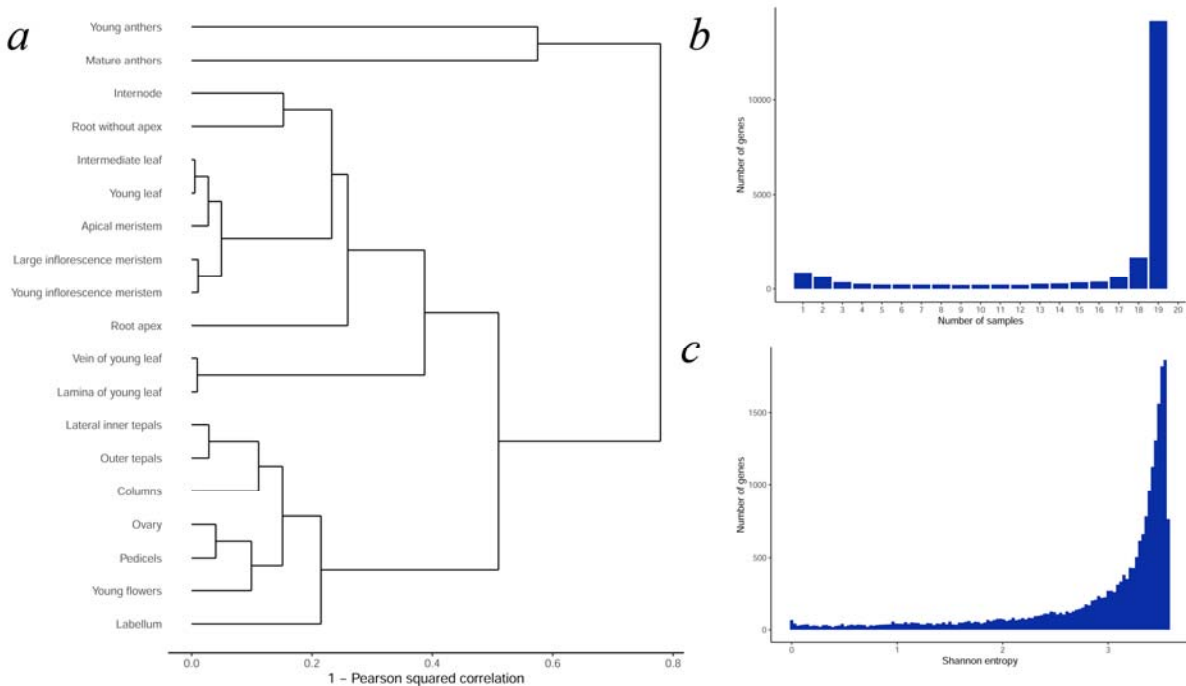 a
Young anthers
Mature anthers
Internode
Root without apex
Intermediate leaf
Young leaf
Apical meristem
Large inflorescence meristem
Young inflorescence meristem
Root apex
Vein of young leaf
Lamina of young leaf
Lateral inner tepals
Outer tepals
Columns
Ovary
Pedicels
Young flowers
Labellum
0.0 0.2 0.4 0.6 0.8
1 – Pearson squared correlation
b
Number of genes
10000
5000
0
1 2 3 4 5 6 7 8 9 10 11 12 13 14 15 16 17 18 19 20
Number of samples
c
Number of genes
1500
1000
500
0
0 1 2 3
Shannon entropy